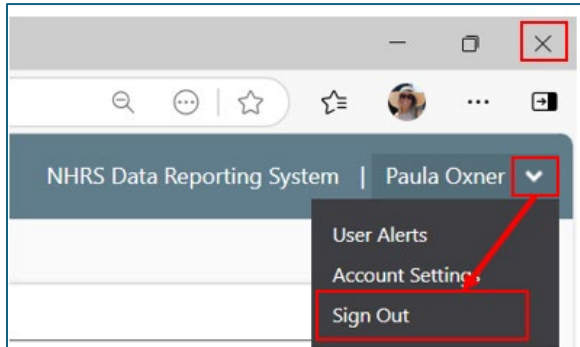 NHRS Data Reporting System | Paula Oxner
User Alerts
Account Settings
Sign Out